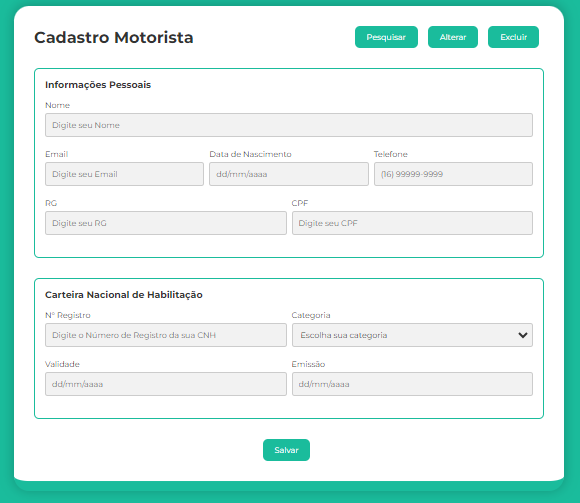 Cadastro Motorista
Pesquisar Alterar Excluir
Informações Pessoais
Nome
Digite seu Nome
Email Data de Nascimento Telefone
Digite seu Email dd/mm/aaaa (16) 99999-9999
RG CPF
Digite seu RG Digite seu CPF
Carteira Nacional de Habilitação
Nº Registro Categoria
Digite o Número de Registro da sua CNH Escolha sua categoria
Validade Emissão
dd/mm/aaaa dd/mm/aaaa
Salvar